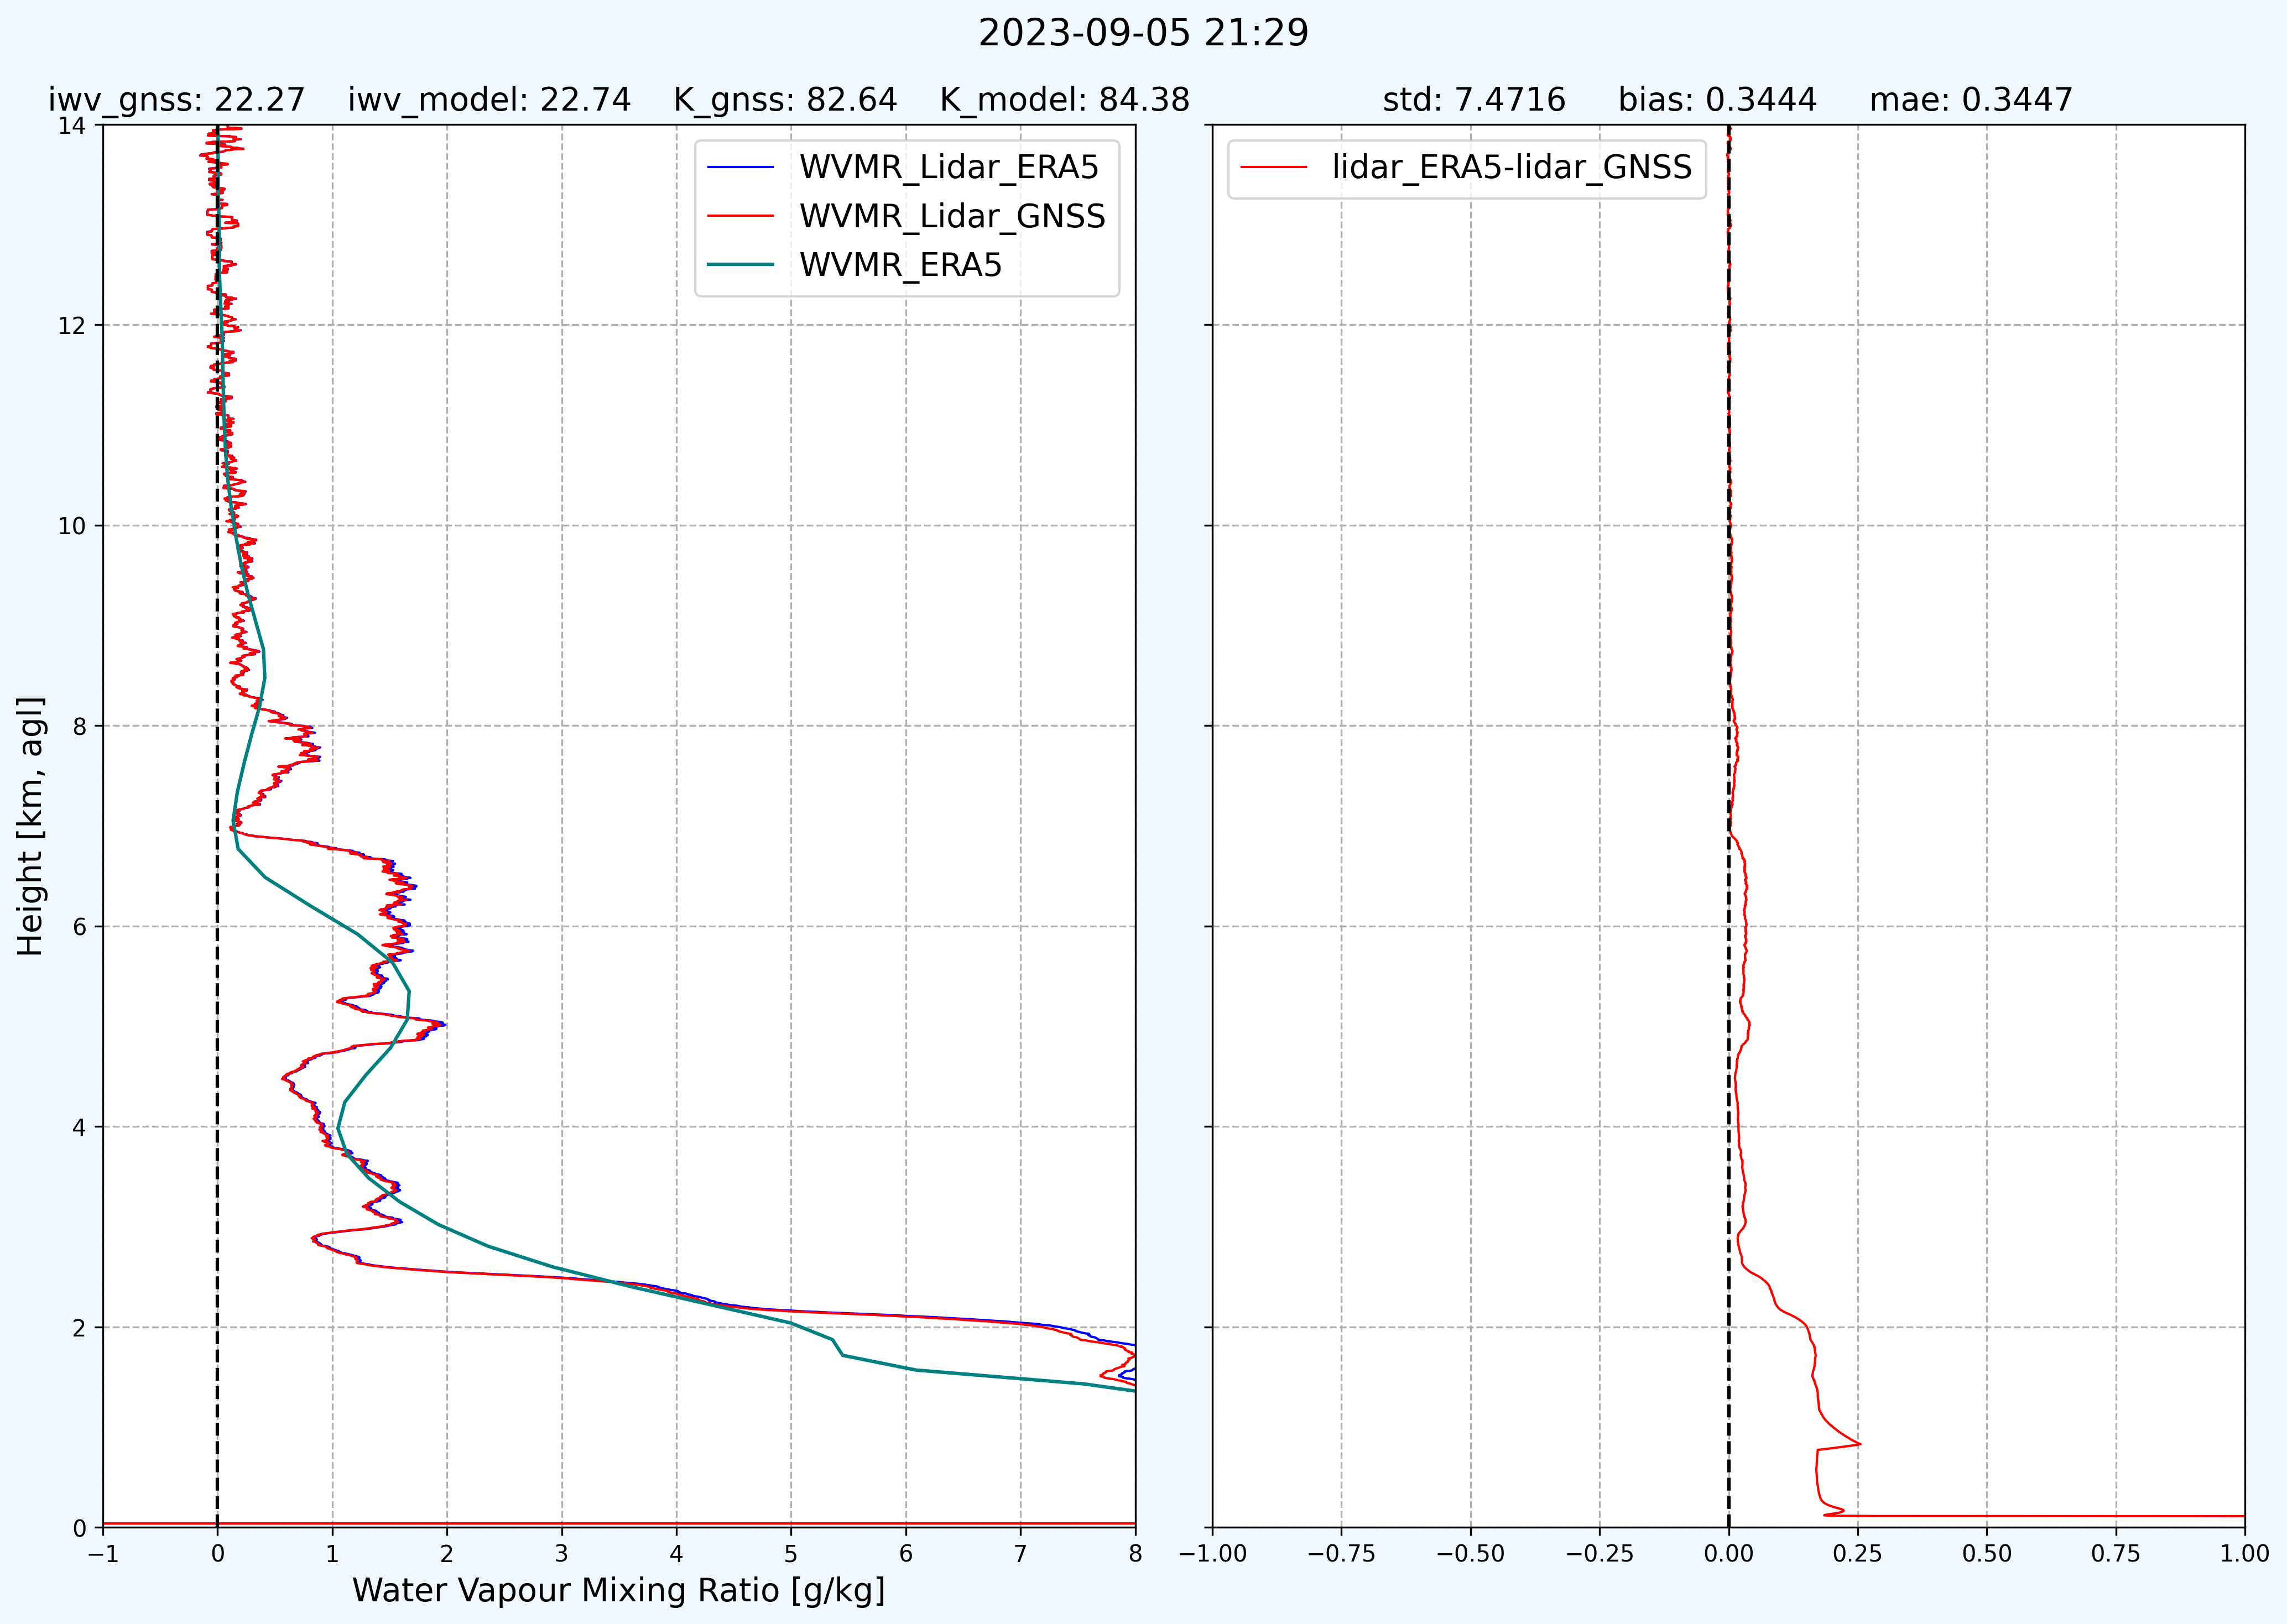 2023-09-05 21:29
iwv_gnss: 22.27 iwv_model: 22.74 K_gnss: 82.64 K_model: 84.38
std: 7.4716 bias: 0.3444 mae: 0.3447
WVMR_Lidar_ERA5
WVMR_Lidar_GNSS
WVMR_ERA5
lidar_ERA5-lidar_GNSS
Height [km, agl]
14
12
10
8
6
4
2
0
−1 0 1 2 3 4 5 6 7 8
Water Vapour Mixing Ratio [g/kg]
−1.00 −0.75 −0.50 −0.25 0.00 0.25 0.50 0.75 1.00